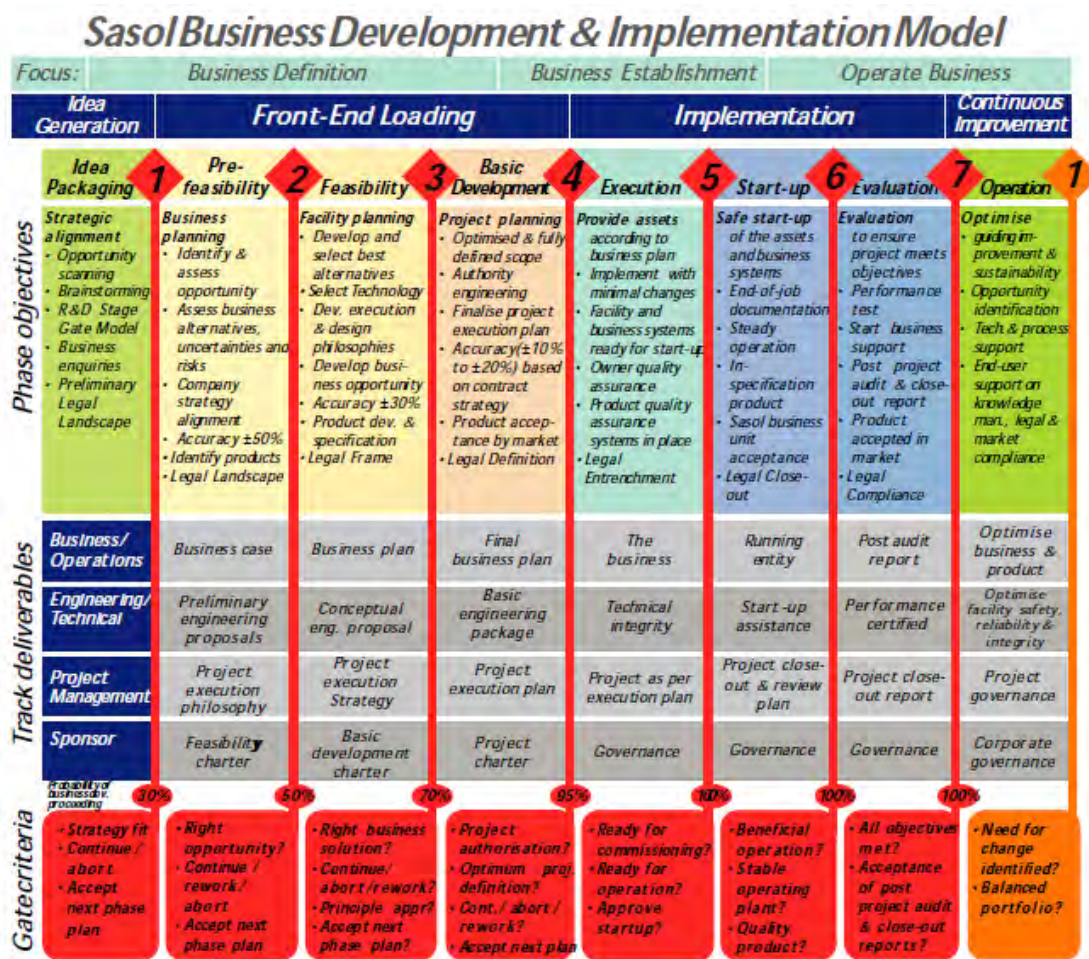 Sasol Business Development & Implementation Model
Focus:
Business Definition
Business Establishment
Operate Business
Idea
Generation
Front-End Loading
Implementation
Continuous
Improvement
Phase objectives
Idea
Packaging
1
Pre-
feasibility
2
Feasibility
3
Basic
Development
4
Execution
5
Start-up
6
Evaluation
7
Operation
1
Strategic
alignment
• Opportunity
scanning
• Brainstorming
• R&D Stage
Gate Model
• Business
enquiries
• Preliminary
Legal
Landscape
Business
planning
• Identify &
assess
opportunity
• Assess business
alternatives,
uncertainties and
risks
• Company
strategy
alignment
• Accuracy ±50%
• Identify products
• Legal Landscape
Facility planning
• Develop and
select best
alternatives
• Select Technology
• Dev. execution
& design
philosophies
• Develop busi-
ness opportunity
• Accuracy ±30%
• Product dev. &
specification
• Legal Frame
Project planning
• Optimised & fully
defined scope
• Authority
engineering
• Finalise project
execution plan
• Accuracy(±10%
to ±20%) based
on contract
strategy
• Product accep-
tance by market
• Legal Definition
Provide assets
according to
business plan
• Implement with
minimal changes
• Facility and
business systems
ready for start-up
• Owner quality
assurance
• Product quality
assurance
systems in place
• Legal
Entrenchment
Safe start-up
of the assets
and business
systems
• End-of-job
documentation
• Steady
operation
• In-
specification
product
• Sasol business
unit
acceptance
• Legal Close-
out
Evaluation
to ensure
project meets
objectives
• Performance
test
• Start business
support
• Post project
audit & close-
out report
• Product
accepted in
market
• Legal
Compliance
Optimise
• guiding im-
provement &
sustainability
• Opportunity
identification
• Tech. & process
support
• End-user
support on
knowledge
man., legal &
market
compliance
Track deliverables
Business/
Operations
Business case
Business plan
Final
business plan
The
business
Running
entity
Post audit
report
Optimise
business &
product
Engineering/
Technical
Preliminary
engineering
proposals
Conceptual
eng. proposal
Basic
engineering
package
Technical
integrity
Start-up
assistance
Performance
certified
Optimise
facility safety,
reliability &
integrity
Project
Management
Project
execution
philosophy
Project
execution
Strategy
Project
execution plan
Project as per
execution plan
Project close-
out & review
plan
Project close-
out report
Project
governance
Sponsor
Feasibility
charter
Basic
development
charter
Project
charter
Governance
Governance
Governance
Corporate
governance
Probability of
business dev.
proceeding
30%
50%
70%
95%
100%
100%
100%
Gatecriteria
• Strategy fit
• Continue /
abort
• Accept
next phase
plan
• Right
opportunity?
• Continue /
rework/
abort
• Accept next
phase plan
• Right business
solution?
• Continue/
abort/rework?
• Principle appr?
• Accept next
phase plan?
• Project
authorisation?
• Optimum proj.
definition?
• Cont./ abort/
rework?
• Accept next plan
• Ready for
commissioning?
• Ready for
operation?
• Approve
startup?
• Beneficial
operation?
• Stable
operating
plant?
• Quality
product?
• All objectives
met?
• Acceptance
of post
project audit
& close-out
reports?
• Need for
change
identified?
• Balanced
portfolio?